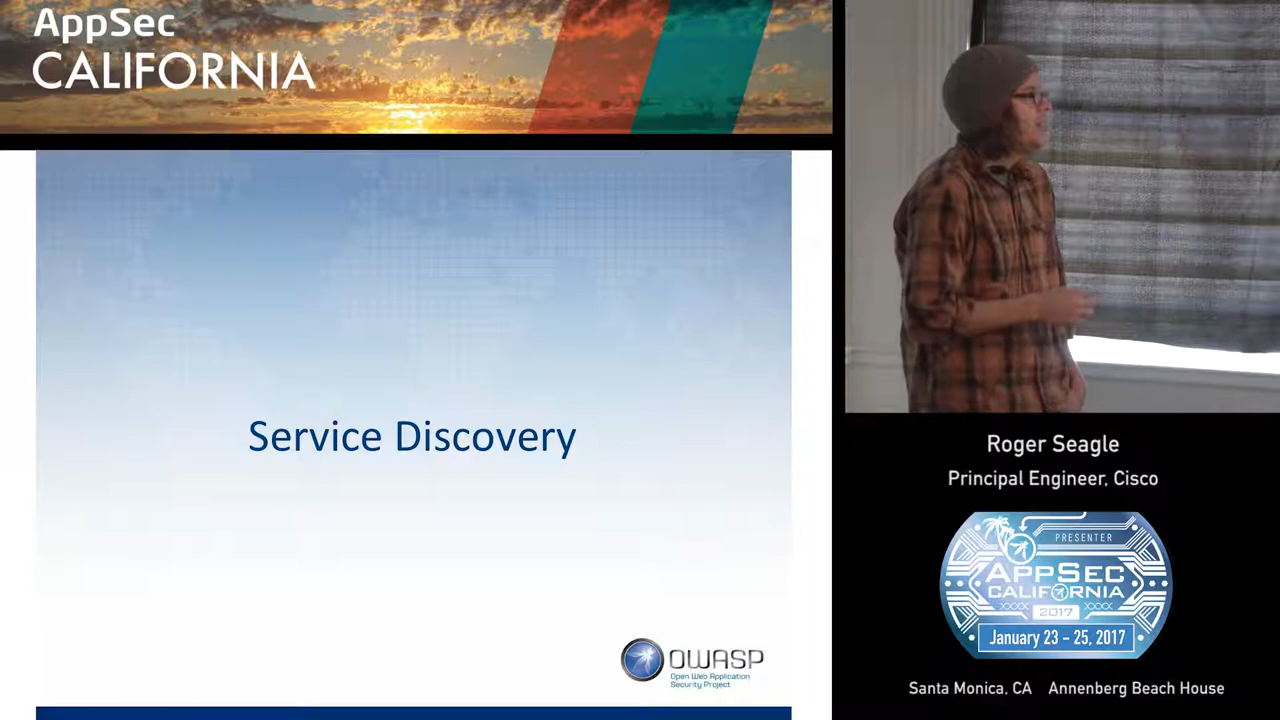 AppSec
CALIFORNIA
Service Discovery
OWASP
Open Web Application
Security Project
Roger Seagle
Principal Engineer, Cisco
PRESENTER
APPSEC
CALIFORNIA
2017
January 23 - 25, 2017
Santa Monica, CA Annenberg Beach House